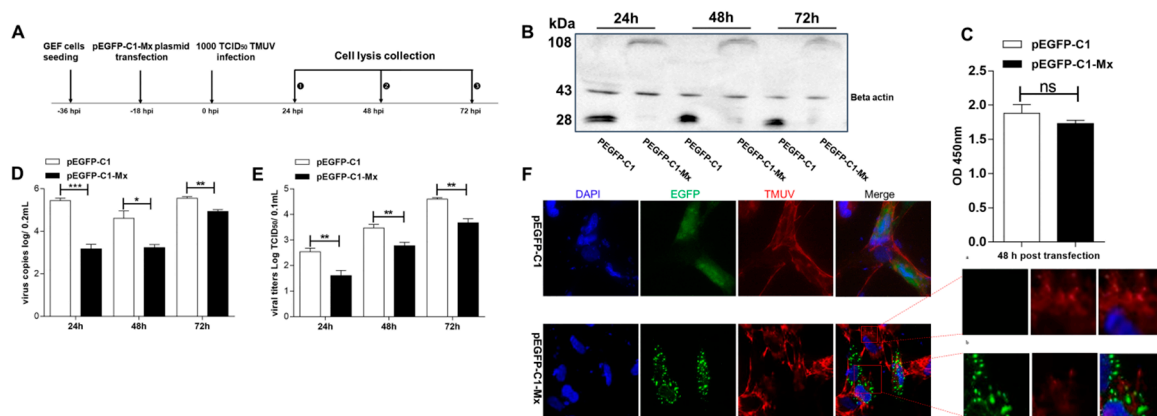 A
GEF cells
seeding
pEGFP-C1-Mx plasmid
transfection
1000 TCID50 TMUV
infection
Cell lysis collection
❶
❷
❸
-36 hpi
-18 hpi
0 hpi
24 hpi
48 hpi
72 hpi
B
kDa
24h
48h
72h
108
43
28
Beta actin
PEGFP-C1
PEGFP-C1-Mx
PEGFP-C1
PEGFP-C1-Mx
PEGFP-C1
PEGFP-C1-Mx
C
pEGFP-C1
pEGFP-C1-Mx
ns
OD 450nm
2.5
2.0
1.5
1.0
0.5
0.0
48 h post transfection
D
pEGFP-C1
pEGFP-C1-Mx
virus copies log/ 0.2mL
6
4
2
0
***
*
**
24h
48h
72h
E
pEGFP-C1
pEGFP-C1-Mx
viral titers Log TCID50/ 0.1mL
5
4
3
2
1
0
**
**
**
24h
48h
72h
F
DAPI
EGFP
TMUV
Merge
pEGFP-C1
pEGFP-C1-Mx
a
b